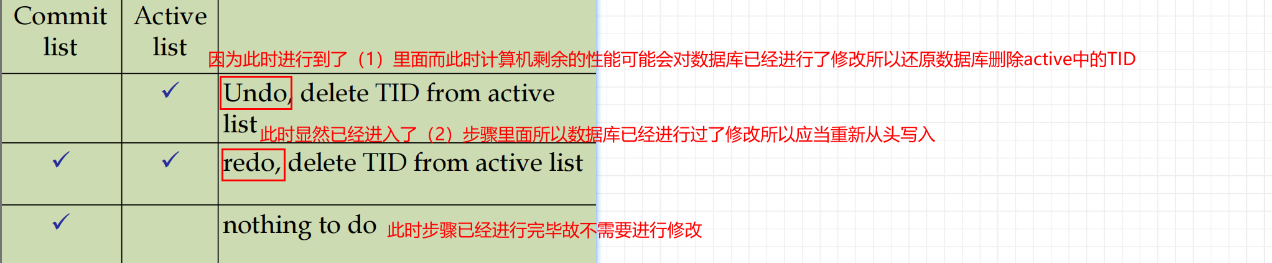 Commit list
Active list
因为此时进行到了（1）里面而此时计算机剩余的性能可能会对数据库已经进行了修改所以还原数据库删除active中的TID
✓
Undo, delete TID from active
list
此时显然已经进入了（2）步骤里面所以数据库已经进行过了修改所以应当重新从头写入
✓ ✓ redo, delete TID from active list
✓ nothing to do
此时步骤已经进行完毕故不需要进行修改